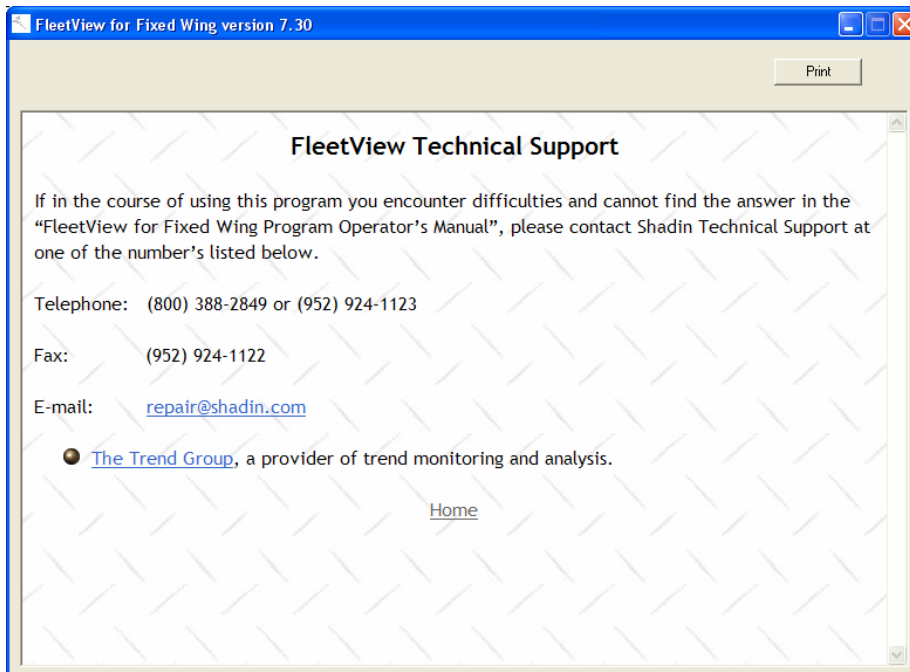 FleetView for Fixed Wing version 7.30
Print
FleetView Technical Support
If in the course of using this program you encounter difficulties and cannot find the answer in the
“FleetView for Fixed Wing Program Operator’s Manual”, please contact Shadin Technical Support at
one of the number’s listed below.
Telephone: (800) 388-2849 or (952) 924-1123
Fax: (952) 924-1122
E-mail: repair@shadin.com
The Trend Group, a provider of trend monitoring and analysis.
Home